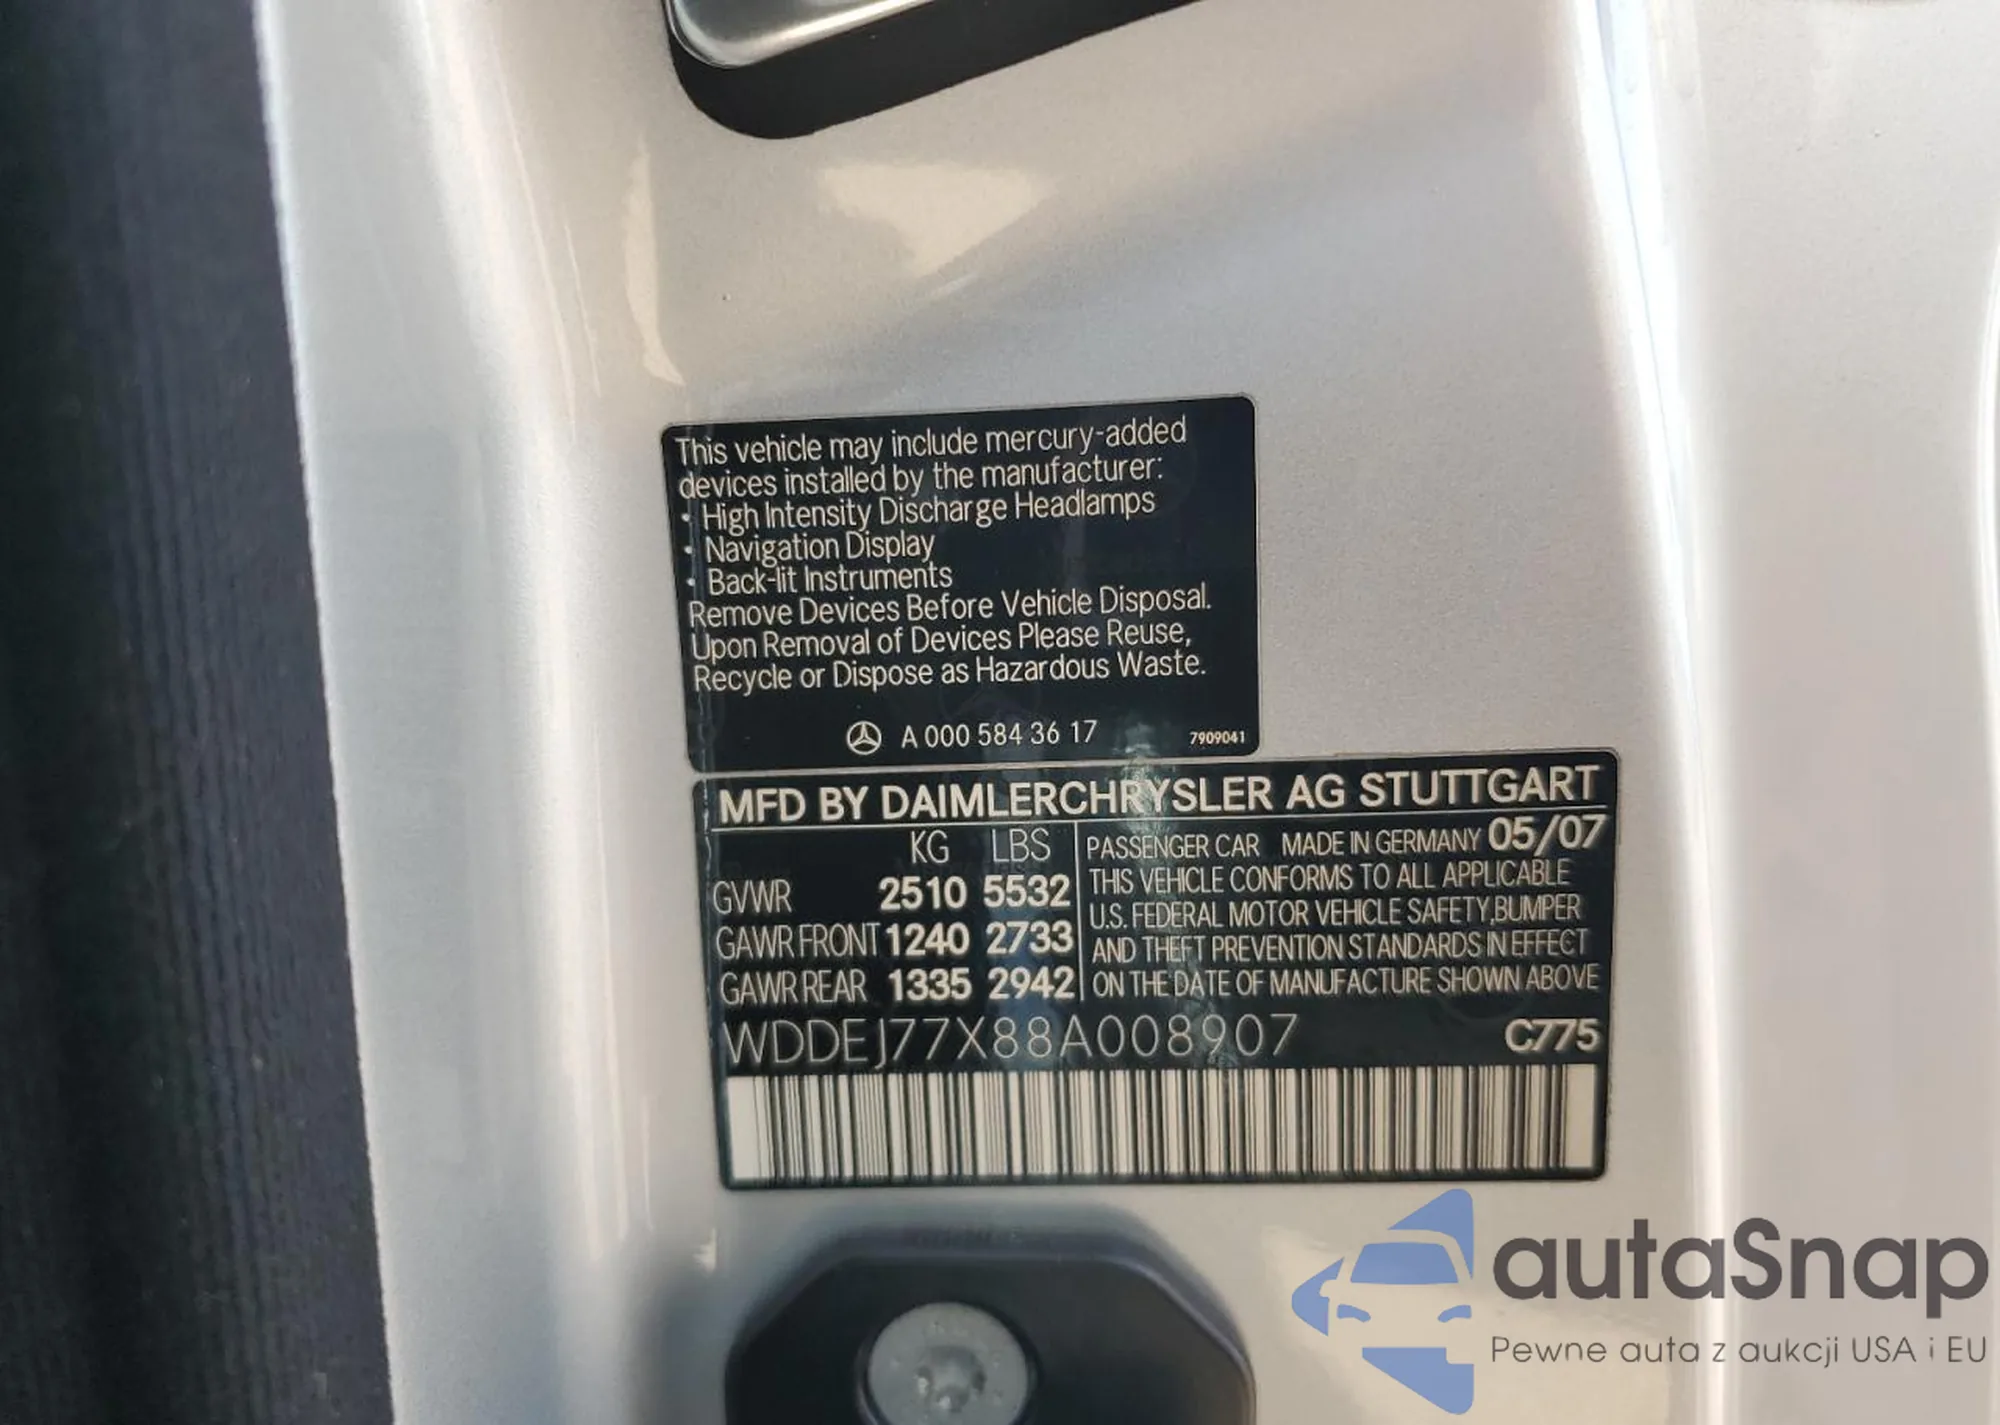 This vehicle may include mercury-added
devices installed by the manufacturer:
· High Intensity Discharge Headlamps
· Navigation Display
· Back-lit Instruments
Remove Devices Before Vehicle Disposal.
Upon Removal of Devices Please Reuse,
Recycle or Dispose as Hazardous Waste.
A 000 584 36 17 7909041
MFD BY DAIMLERCHRYSLER AG STUTTGART
KG LBS
GVWR 2510 5532
GAWR FRONT 1240 2733
GAWR REAR 1335 2942
PASSENGER CAR MADE IN GERMANY 05/07
THIS VEHICLE CONFORMS TO ALL APPLICABLE
U.S. FEDERAL MOTOR VEHICLE SAFETY,BUMPER
AND THEFT PREVENTION STANDARDS IN EFFECT
ON THE DATE OF MANUFACTURE SHOWN ABOVE
WDDEJ77X88A008907 C775
autaSnap
Pewne auta z aukcji USA i EU